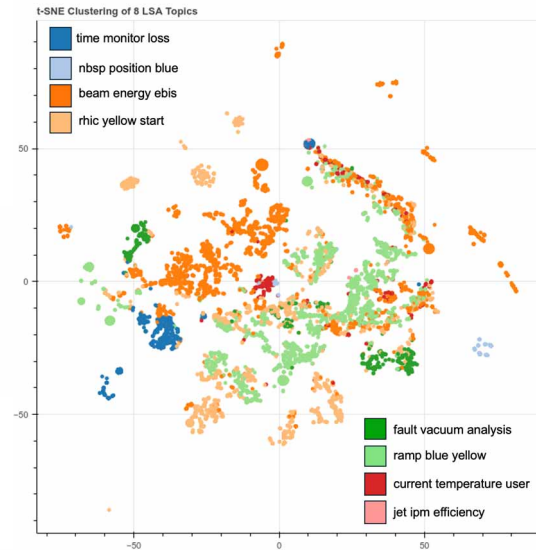 t-SNE Clustering of 8 LSA Topics
time monitor loss
nbsp position blue
beam energy ebis
rhic yellow start
50
0
−50
−50
0
50
fault vacuum analysis
ramp blue yellow
current temperature user
jet ipm efficiency